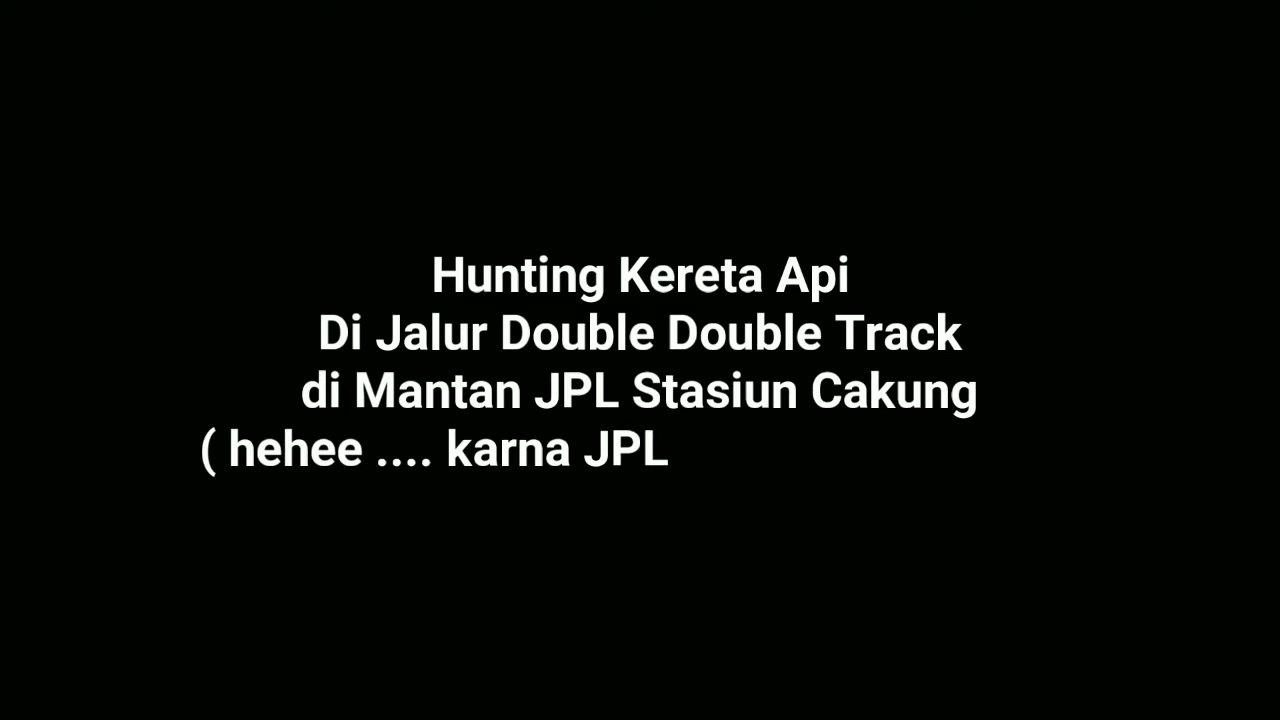 Hunting Kereta Api
Di Jalur Double Double Track
di Mantan JPL Stasiun Cakung
( hehee .... karna JPL